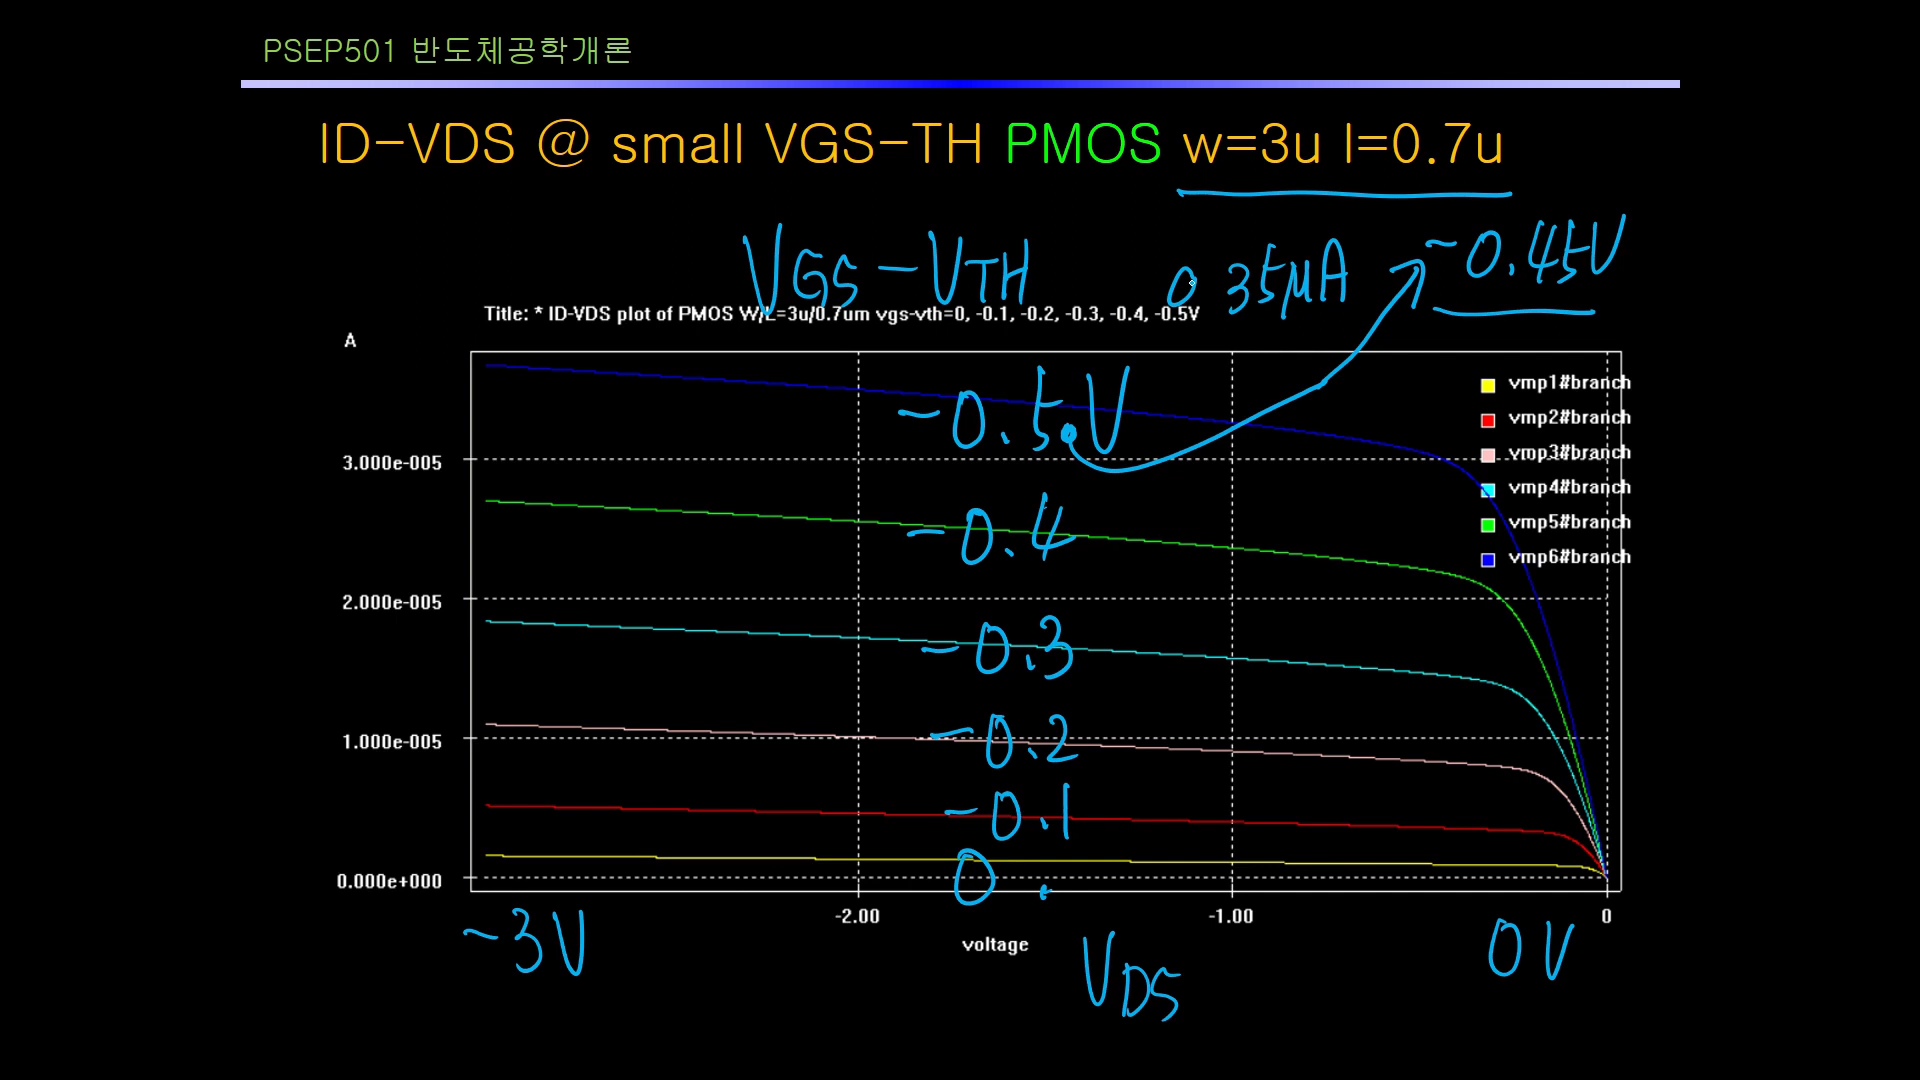 PSEP501 반도체공학개론
ID-VDS @ small VGS-TH PMOS w=3u l=0.7u
VGS-VTH 0 35μA -0.45V
Title: * ID-VDS plot of PMOS W/L=3u/0.7um vgs-vth=0, -0.1, -0.2, -0.3, -0.4, -0.5V
A
vmp1#branch
vmp2#branch
vmp3#branch
vmp4#branch
vmp5#branch
vmp6#branch
-0.5V
3.000e-005
-0.4
2.000e-005
-0.3
1.000e-005
-0.2
-0.1
0.000e+000
0.
-2.00 -1.00 0
voltage
-3V VDS 0V